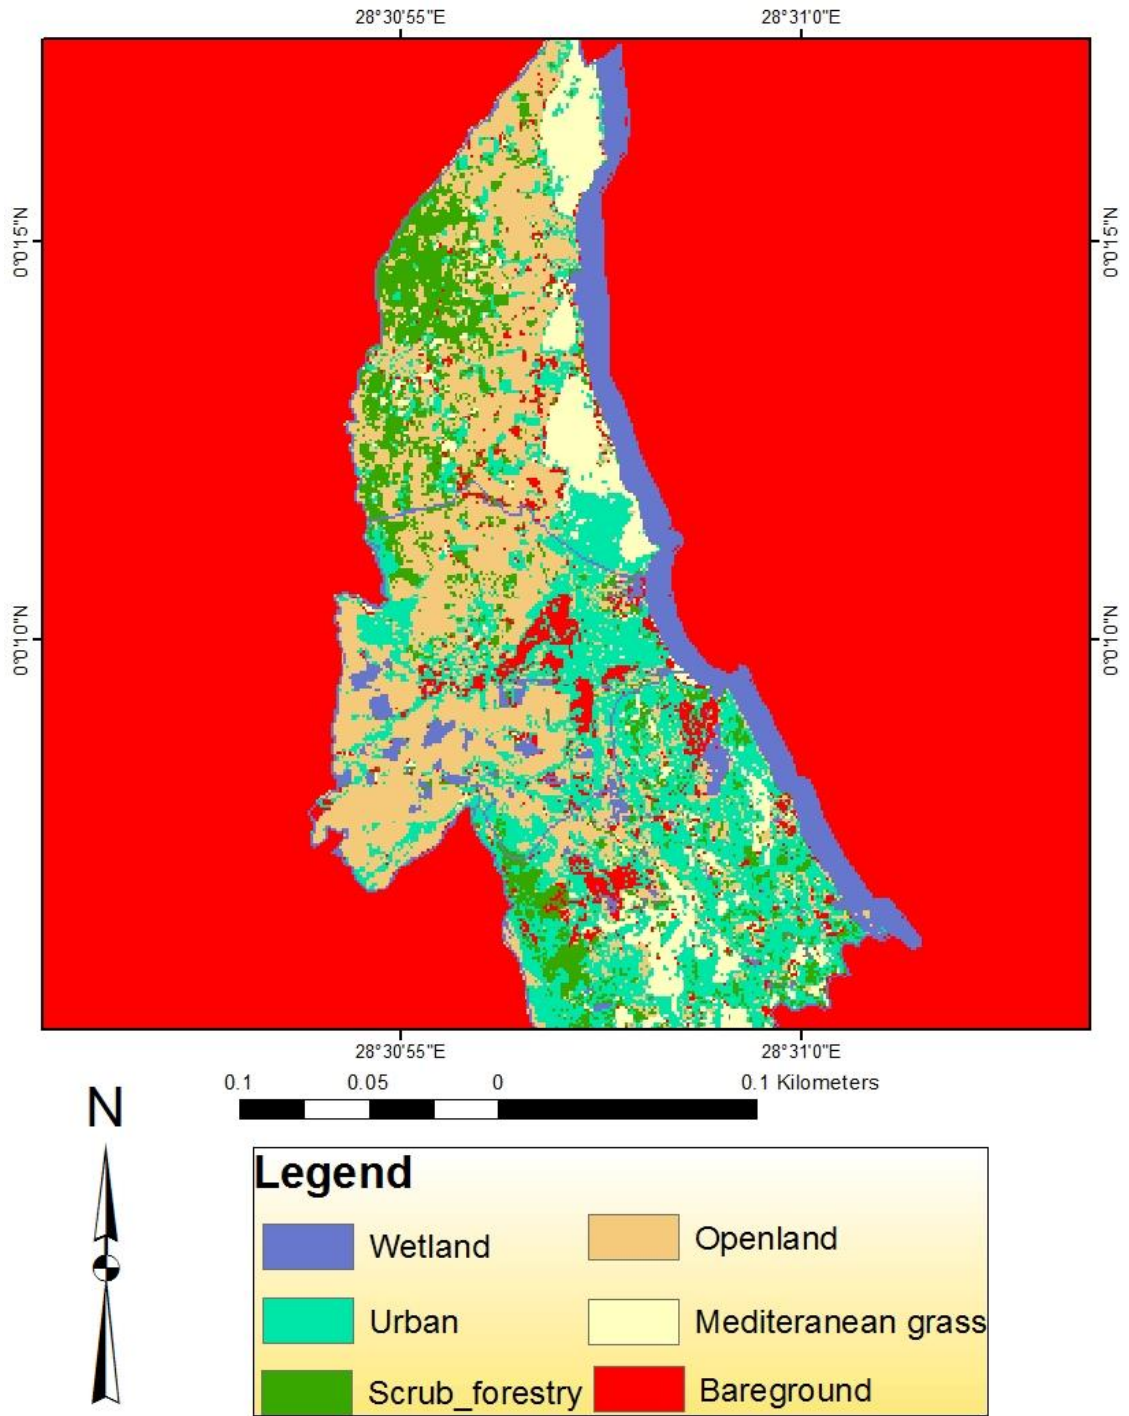 28°30'55"E 28°31'0"E
0°0'15"N 0°0'15"N
0°0'10"N 0°0'10"N
28°30'55"E 28°31'0"E
0.1 0.05 0 0.1 Kilometers
N
Legend
Wetland Openland
Urban Mediteranean grass
Scrub_forestry Bareground